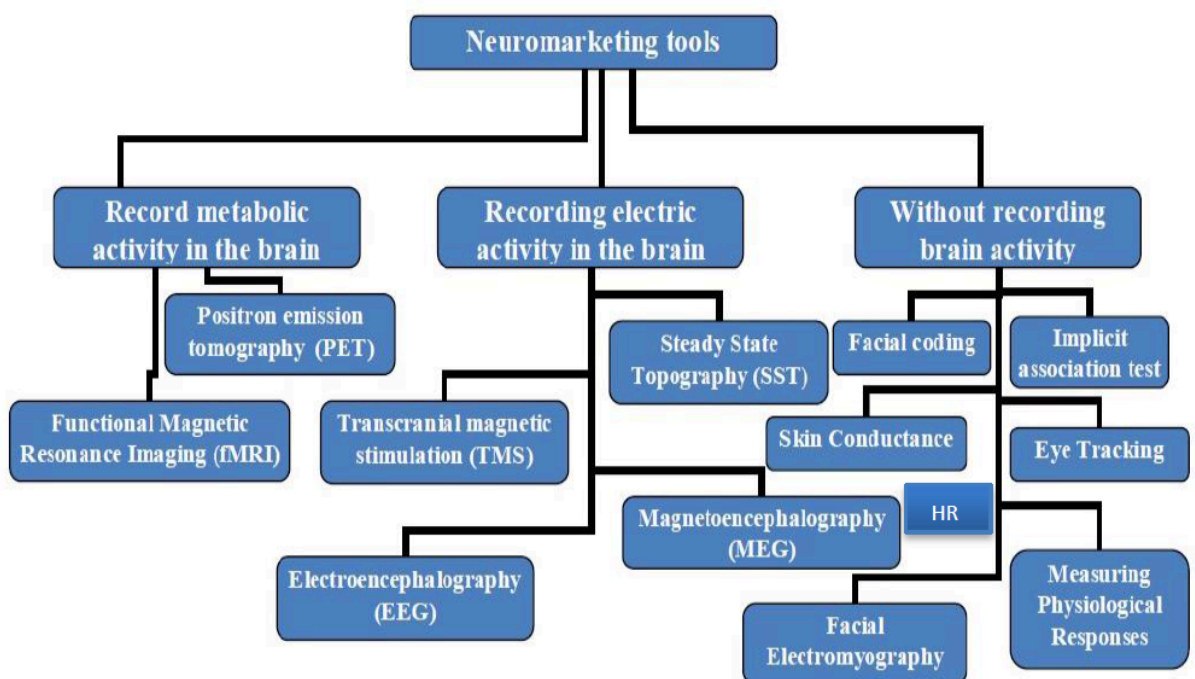 Neuromarketing tools
Record metabolic
activity in the brain
Recording electric
activity in the brain
Without recording
brain activity
Positron emission
tomography (PET)
Functional Magnetic
Resonance Imaging (fMRI)
Steady State
Topography (SST)
Transcranial magnetic
stimulation (TMS)
Magnetoencephalography
(MEG)
Electroencephalography
(EEG)
Facial coding
Implicit
association test
Skin Conductance
Eye Tracking
HR
Measuring
Physiological
Responses
Facial
Electromyography